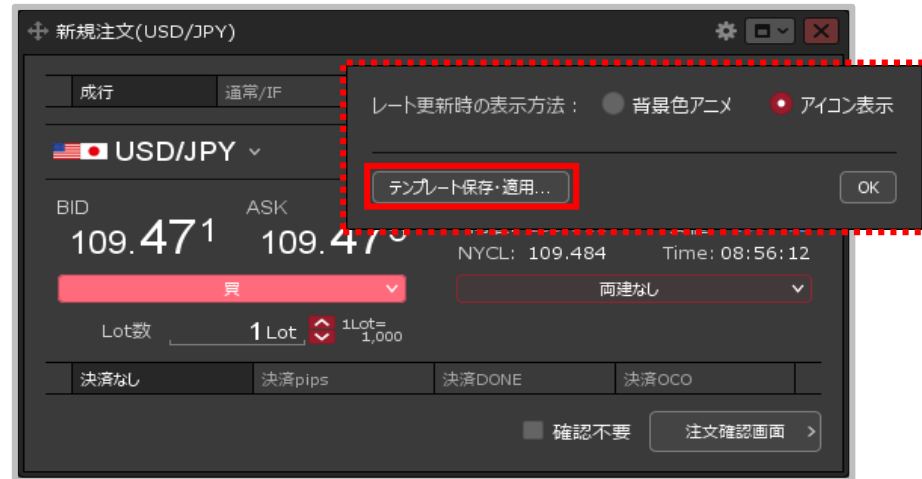 新規注文(USD/JPY)
成行 通常/IF
レート更新時の表示方法： 背景色アニメ アイコン表示
USD/JPY
テンプレート保存・適用... OK
BID ASK
109.471 109.47
NYCL: 109.484 Time: 08:56:12
買 両建なし
Lot数 1 Lot 1Lot=
1,000
決済なし 決済pips 決済DONE 決済OCO
確認不要 注文確認画面